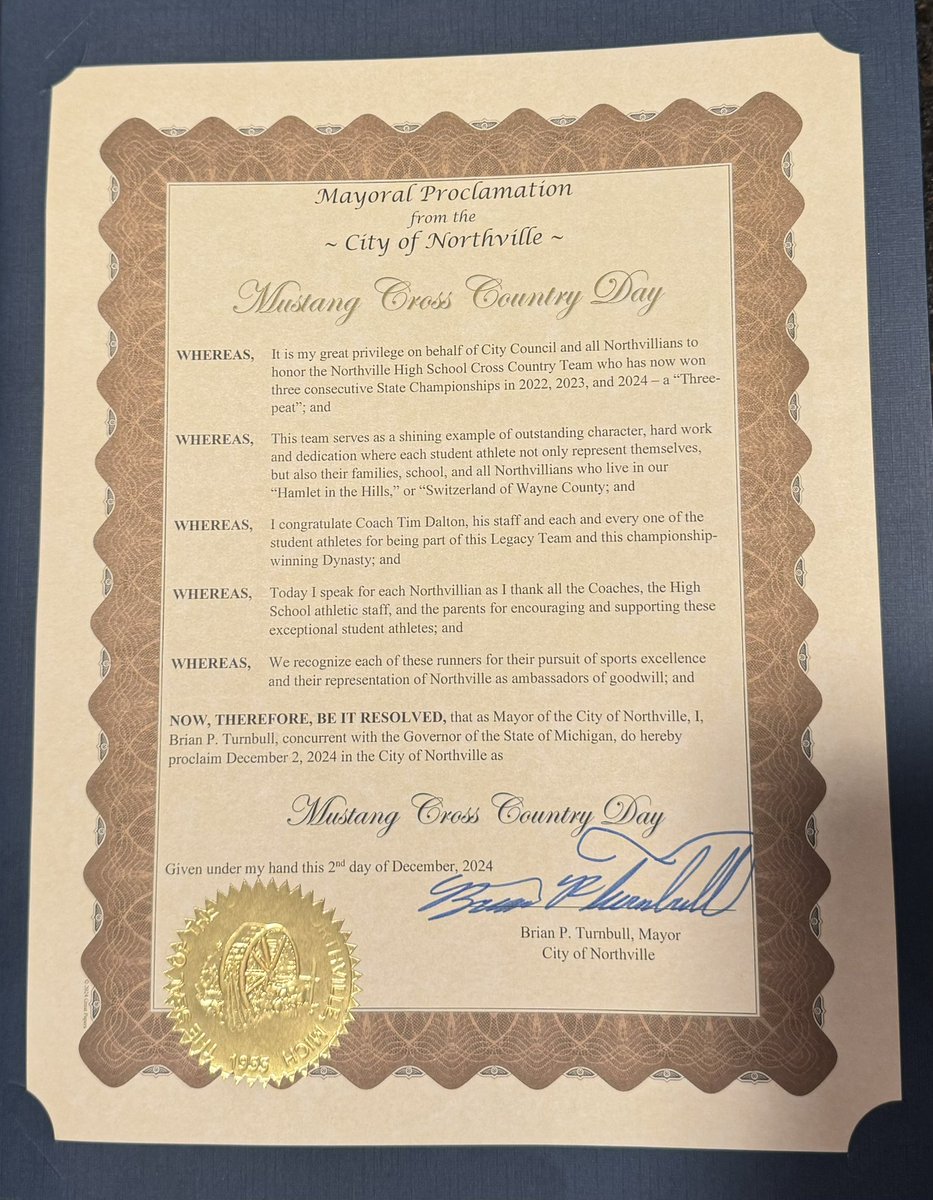 Mayoral Proclamation
from the
~ City of Northville ~
Mustang Cross Country Day
WHEREAS, It is my great privilege on behalf of City Council and all Northvillians to
honor the Northville High School Cross Country Team who has now won
three consecutive State Championships in 2022, 2023, and 2024 – a “Three-
peat”; and
WHEREAS, This team serves as a shining example of outstanding character, hard work
and dedication where each student athlete not only represent themselves,
but also their families, school, and all Northvillians who live in our
“Hamlet in the Hills,” or “Switzerland of Wayne County; and
WHEREAS, I congratulate Coach Tim Dalton, his staff and each and every one of the
student athletes for being part of this Legacy Team and this championship-
winning Dynasty; and
WHEREAS, Today I speak for each Northvillian as I thank all the Coaches, the High
School athletic staff, and the parents for encouraging and supporting these
exceptional student athletes; and
WHEREAS, We recognize each of these runners for their pursuit of sports excellence
and their representation of Northville as ambassadors of goodwill; and
NOW, THEREFORE, BE IT RESOLVED, that as Mayor of the City of Northville, I,
Brian P. Turnbull, concurrent with the Governor of the State of Michigan, do hereby
proclaim December 2, 2024 in the City of Northville as
Mustang Cross Country Day
Given under my hand this 2nd day of December, 2024
Brian P Turnbull
Brian P. Turnbull, Mayor
City of Northville
THE SEAL OF THE NORTHVILLE, MICH
1955